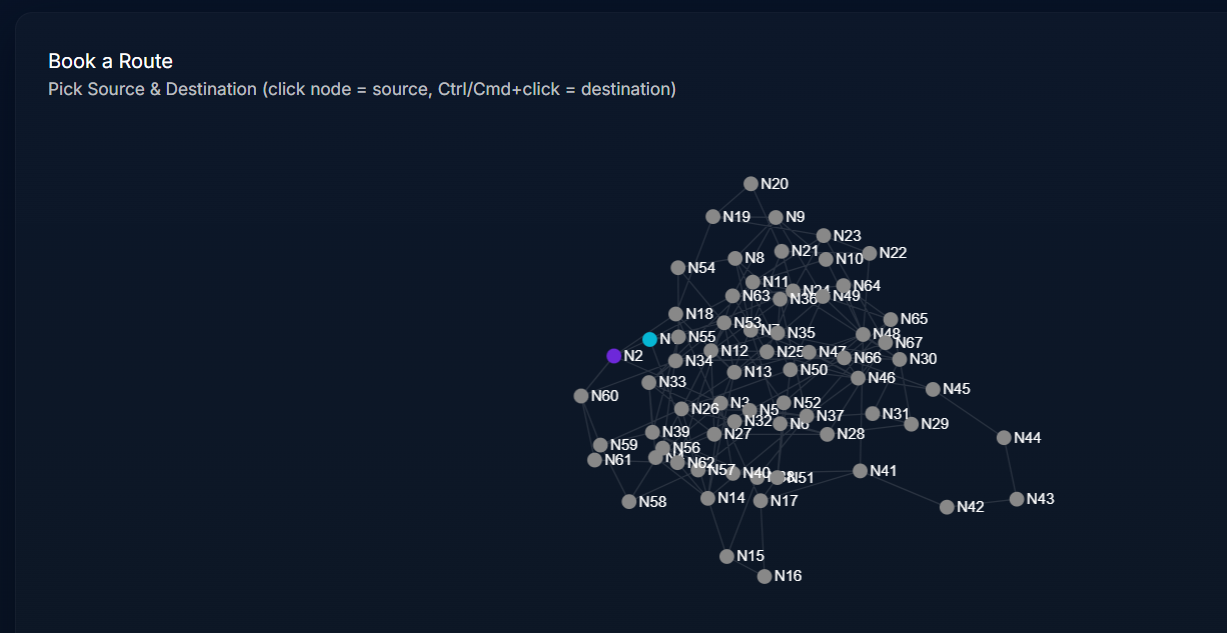 Book a Route
Pick Source & Destination (click node = source, Ctrl/Cmd+click = destination)
N20
N19
N9
N23
N21
N22
N8
N10
N54
N11
N64
N63
N36
N49
N18
N65
N53
N35
N48
N55
N67
N12
N25
N47
N2
N34
N66
N30
N13
N50
N46
N33
N45
N60
N26
N3
N5
N52
N37
N31
N32
N6
N29
N39
N27
N28
N44
N59
N56
N61
N62
N57
N40
N51
N41
N14
N17
N43
N58
N42
N15
N16